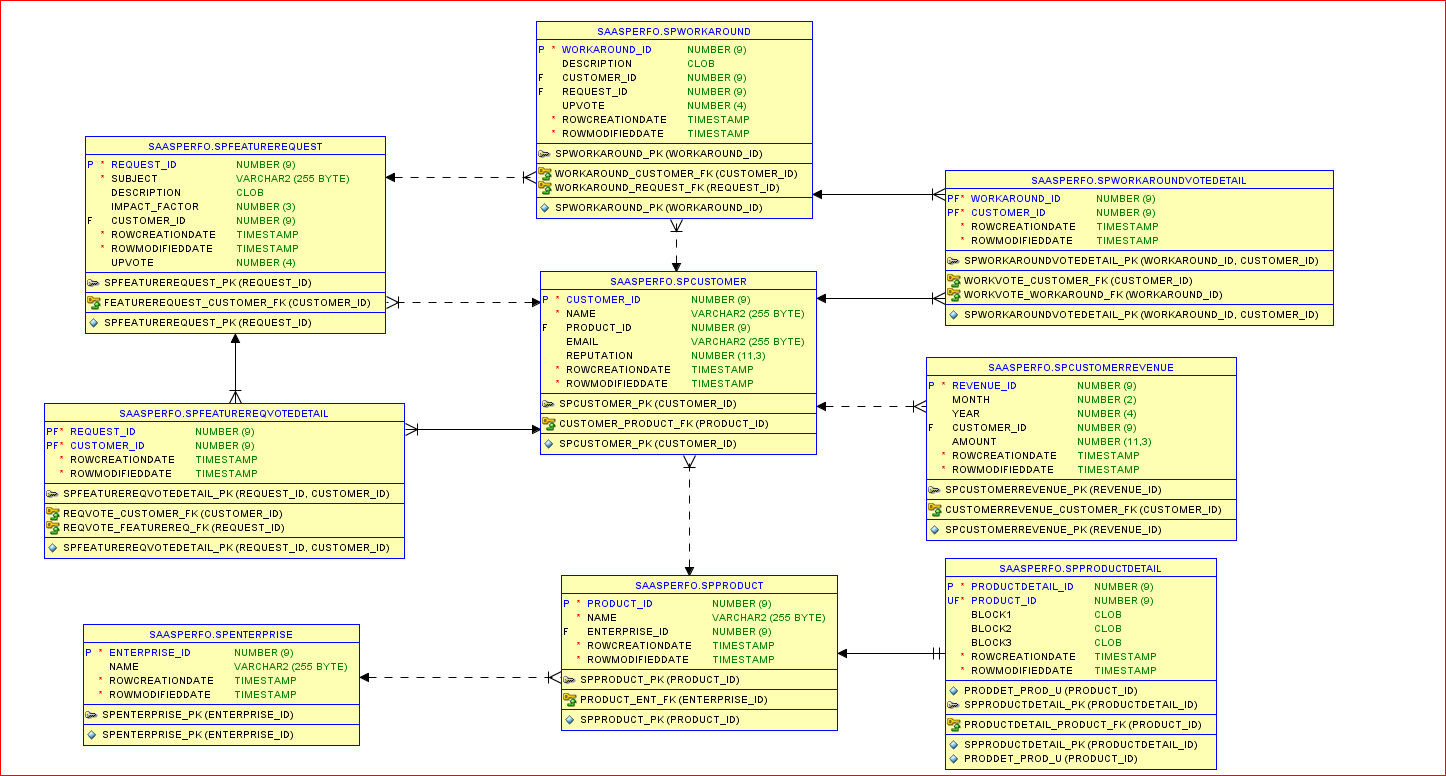 SAASPERFO.SPWORKAROUND
P * WORKAROUND_ID NUMBER (9)
DESCRIPTION CLOB
F CUSTOMER_ID NUMBER (9)
F REQUEST_ID NUMBER (9)
UPVOTE NUMBER (4)
* ROWCREATIONDATE TIMESTAMP
* ROWMODIFIEDDATE TIMESTAMP
SPWORKAROUND_PK (WORKAROUND_ID)
WORKAROUND_CUSTOMER_FK (CUSTOMER_ID)
WORKAROUND_REQUEST_FK (REQUEST_ID)
SPWORKAROUND_PK (WORKAROUND_ID)
SAASPERFO.SPFEATUREREQUEST
P * REQUEST_ID NUMBER (9)
* SUBJECT VARCHAR2 (255 BYTE)
DESCRIPTION CLOB
IMPACT_FACTOR NUMBER (3)
F CUSTOMER_ID NUMBER (9)
* ROWCREATIONDATE TIMESTAMP
* ROWMODIFIEDDATE TIMESTAMP
UPVOTE NUMBER (4)
SPFEATUREREQUEST_PK (REQUEST_ID)
FEATUREREQUEST_CUSTOMER_FK (CUSTOMER_ID)
SPFEATUREREQUEST_PK (REQUEST_ID)
SAASPERFO.SPWORKAROUNDVOTEDETAIL
PF* WORKAROUND_ID NUMBER (9)
PF* CUSTOMER_ID NUMBER (9)
* ROWCREATIONDATE TIMESTAMP
* ROWMODIFIEDDATE TIMESTAMP
SPWORKAROUNDVOTEDETAIL_PK (WORKAROUND_ID, CUSTOMER_ID)
WORKVOTE_CUSTOMER_FK (CUSTOMER_ID)
WORKVOTE_WORKAROUND_FK (WORKAROUND_ID)
SPWORKAROUNDVOTEDETAIL_PK (WORKAROUND_ID, CUSTOMER_ID)
SAASPERFO.SPCUSTOMER
P * CUSTOMER_ID NUMBER (9)
* NAME VARCHAR2 (255 BYTE)
F PRODUCT_ID NUMBER (9)
EMAIL VARCHAR2 (255 BYTE)
REPUTATION NUMBER (11,3)
* ROWCREATIONDATE TIMESTAMP
* ROWMODIFIEDDATE TIMESTAMP
SPCUSTOMER_PK (CUSTOMER_ID)
CUSTOMER_PRODUCT_FK (PRODUCT_ID)
SPCUSTOMER_PK (CUSTOMER_ID)
SAASPERFO.SPCUSTOMERREVENUE
P * REVENUE_ID NUMBER (9)
MONTH NUMBER (2)
YEAR NUMBER (4)
F CUSTOMER_ID NUMBER (9)
AMOUNT NUMBER (11,3)
* ROWCREATIONDATE TIMESTAMP
* ROWMODIFIEDDATE TIMESTAMP
SPCUSTOMERREVENUE_PK (REVENUE_ID)
CUSTOMERREVENUE_CUSTOMER_FK (CUSTOMER_ID)
SPCUSTOMERREVENUE_PK (REVENUE_ID)
SAASPERFO.SPFEATUREREQVOTEDETAIL
PF* REQUEST_ID NUMBER (9)
PF* CUSTOMER_ID NUMBER (9)
* ROWCREATIONDATE TIMESTAMP
* ROWMODIFIEDDATE TIMESTAMP
SPFEATUREREQVOTEDETAIL_PK (REQUEST_ID, CUSTOMER_ID)
REQVOTE_CUSTOMER_FK (CUSTOMER_ID)
REQVOTE_FEATUREREQ_FK (REQUEST_ID)
SPFEATUREREQVOTEDETAIL_PK (REQUEST_ID, CUSTOMER_ID)
SAASPERFO.SPPRODUCT
P * PRODUCT_ID NUMBER (9)
* NAME VARCHAR2 (255 BYTE)
F ENTERPRISE_ID NUMBER (9)
* ROWCREATIONDATE TIMESTAMP
* ROWMODIFIEDDATE TIMESTAMP
SPPRODUCT_PK (PRODUCT_ID)
PRODUCT_ENT_FK (ENTERPRISE_ID)
SPPRODUCT_PK (PRODUCT_ID)
SAASPERFO.SPPRODUCTDETAIL
P * PRODUCTDETAIL_ID NUMBER (9)
UF* PRODUCT_ID NUMBER (9)
BLOCK1 CLOB
BLOCK2 CLOB
BLOCK3 CLOB
* ROWCREATIONDATE TIMESTAMP
* ROWMODIFIEDDATE TIMESTAMP
PRODDET_PROD_U (PRODUCT_ID)
SPPRODUCTDETAIL_PK (PRODUCTDETAIL_ID)
PRODUCTDETAIL_PRODUCT_FK (PRODUCT_ID)
SPPRODUCTDETAIL_PK (PRODUCTDETAIL_ID)
PRODDET_PROD_U (PRODUCT_ID)
SAASPERFO.SPENTERPRISE
P * ENTERPRISE_ID NUMBER (9)
NAME VARCHAR2 (255 BYTE)
* ROWCREATIONDATE TIMESTAMP
* ROWMODIFIEDDATE TIMESTAMP
SPENTERPRISE_PK (ENTERPRISE_ID)
SPENTERPRISE_PK (ENTERPRISE_ID)